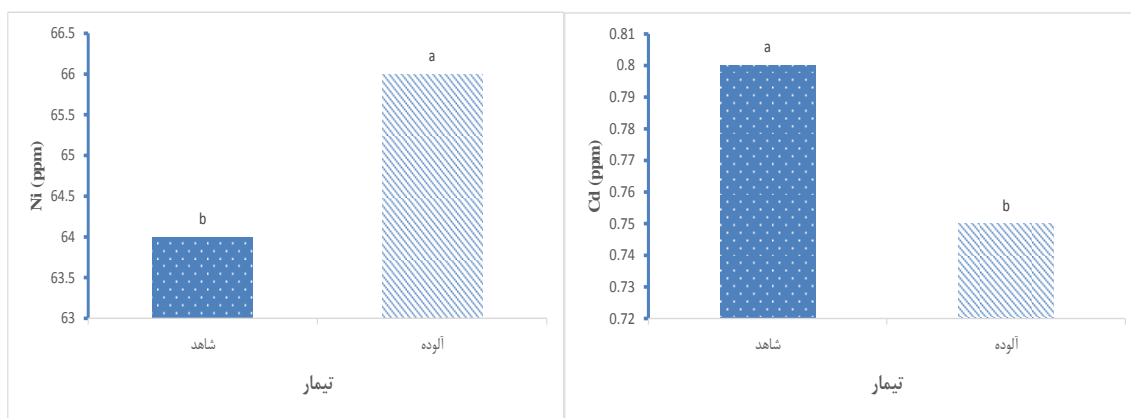 Ni (ppm)
66.5
66
65.5
65
64.5
64
63.5
63
b
a
شاهد
آلوده
تیمار
Cd (ppm)
0.81
0.8
0.79
0.78
0.77
0.76
0.75
0.74
0.73
0.72
a
b
شاهد
آلوده
تیمار